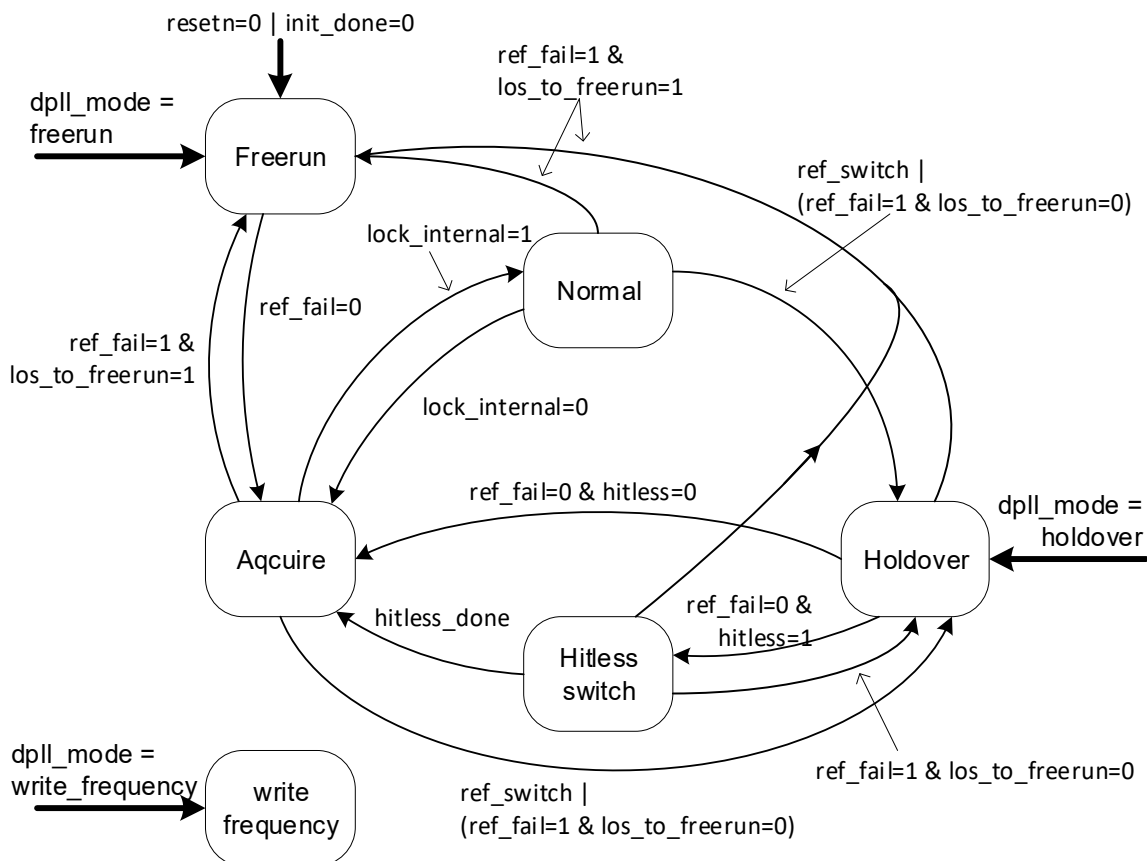 resetn=0 | init_done=0
ref_fail=1 &
los_to_freerun=1
dpll_mode =
freerun
Freerun
ref_switch |
(ref_fail=1 & los_to_freerun=0)
lock_internal=1
Normal
ref_fail=0
ref_fail=1 &
los_to_freerun=1
lock_internal=0
ref_fail=0 & hitless=0
dpll_mode =
holdover
Aqcuire
Holdover
hitless_done
ref_fail=0 &
hitless=1
Hitless
switch
dpll_mode =
write_frequency
write
frequency
ref_fail=1 & los_to_freerun=0
ref_switch |
(ref_fail=1 & los_to_freerun=0)